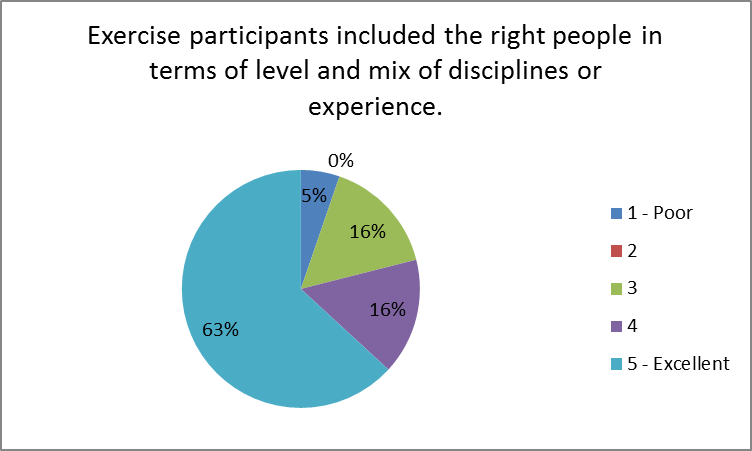 Exercise participants included the right people in
terms of level and mix of disciplines or
experience.
0%
5%
16%
16%
63%
1 - Poor
2
3
4
5 - Excellent